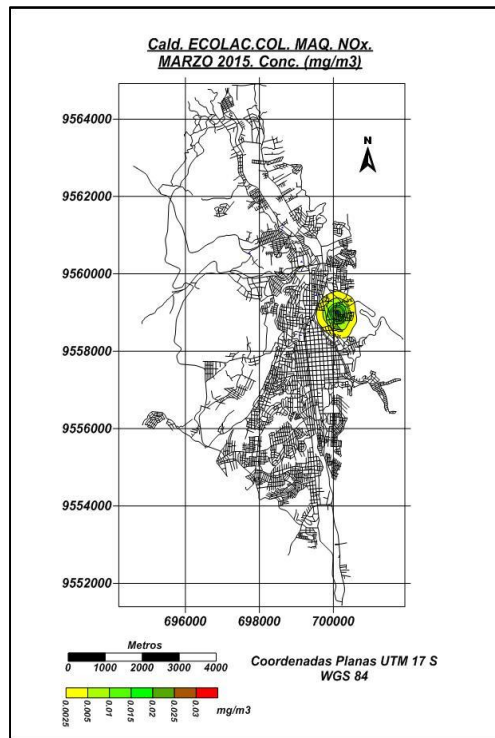 Cald. ECOLAC.COL. MAQ. NOx.
MARZO 2015. Conc. (mg/m3)
N
9564000
9562000
9560000
9558000
9556000
9554000
9552000
696000 698000 700000
Metros
0 1000 2000 3000 4000
Coordenadas Planas UTM 17 S
WGS 84
0.0025 0.005 0.01 0.015 0.02 0.025 0.03 mg/m3